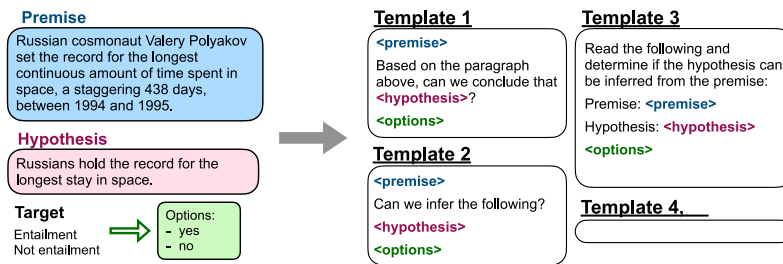 Premise
Russian cosmonaut Valery Polyakov
set the record for the longest
continuous amount of time spent in
space, a staggering 438 days,
between 1994 and 1995.
Hypothesis
Russians hold the record for the
longest stay in space.
Target
Entailment
Not entailment
Options:
- yes
- no
Template 1
<premise>
Based on the paragraph
above, can we conclude that
<hypothesis>?
<options>
Template 2
<premise>
Can we infer the following?
<hypothesis>
<options>
Template 3
Read the following and
determine if the hypothesis can
be inferred from the premise:
Premise: <premise>
Hypothesis: <hypothesis>
<options>
Template 4,